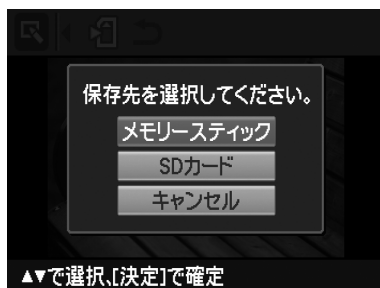 保存先を選択してください。
メモリースティック
SDカード
キャンセル
▲▼で選択、[決定]で確定